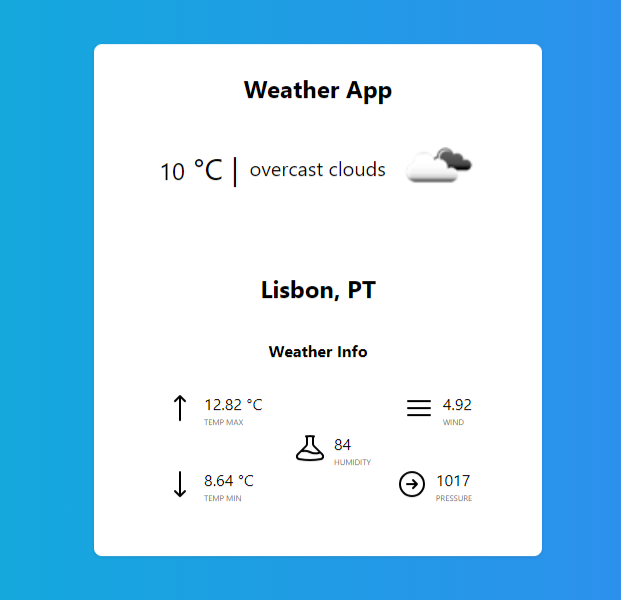 Weather App
10 °C | overcast clouds
Lisbon, PT
Weather Info
12.82 °C
TEMP MAX
8.64 °C
TEMP MIN
84
HUMIDITY
4.92
WIND
1017
PRESSURE